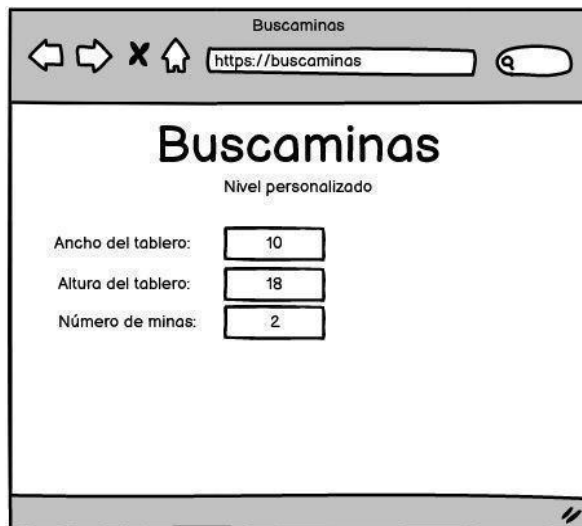 Buscaminas
https://buscaminas
Buscaminas
Nivel personalizado
Ancho del tablero: 10
Altura del tablero: 18
Número de minas: 2